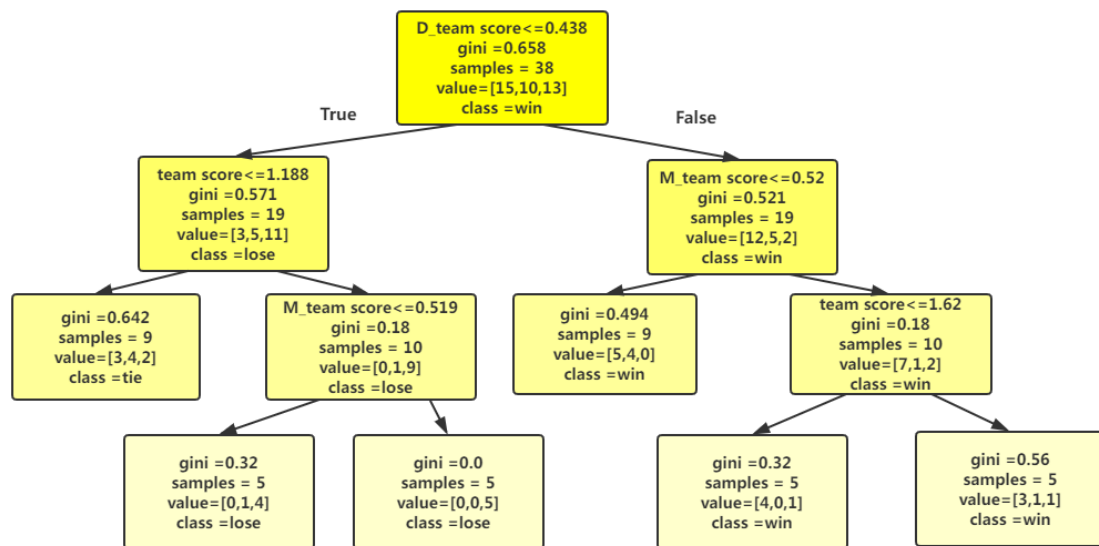 D_team score<=0.438
gini =0.658
samples = 38
value=[15,10,13]
class =win
True
False
team score<=1.188
gini =0.571
samples = 19
value=[3,5,11]
class =lose
M_team score<=0.52
gini =0.521
samples = 19
value=[12,5,2]
class =win
gini =0.642
samples = 9
value=[3,4,2]
class =tie
M_team score<=0.519
gini =0.18
samples = 10
value=[0,1,9]
class =lose
gini =0.494
samples = 9
value=[5,4,0]
class =win
team score<=1.62
gini =0.18
samples = 10
value=[7,1,2]
class =win
gini =0.32
samples = 5
value=[0,1,4]
class =lose
gini =0.0
samples = 5
value=[0,0,5]
class =lose
gini =0.32
samples = 5
value=[4,0,1]
class =win
gini =0.56
samples = 5
value=[3,1,1]
class =win